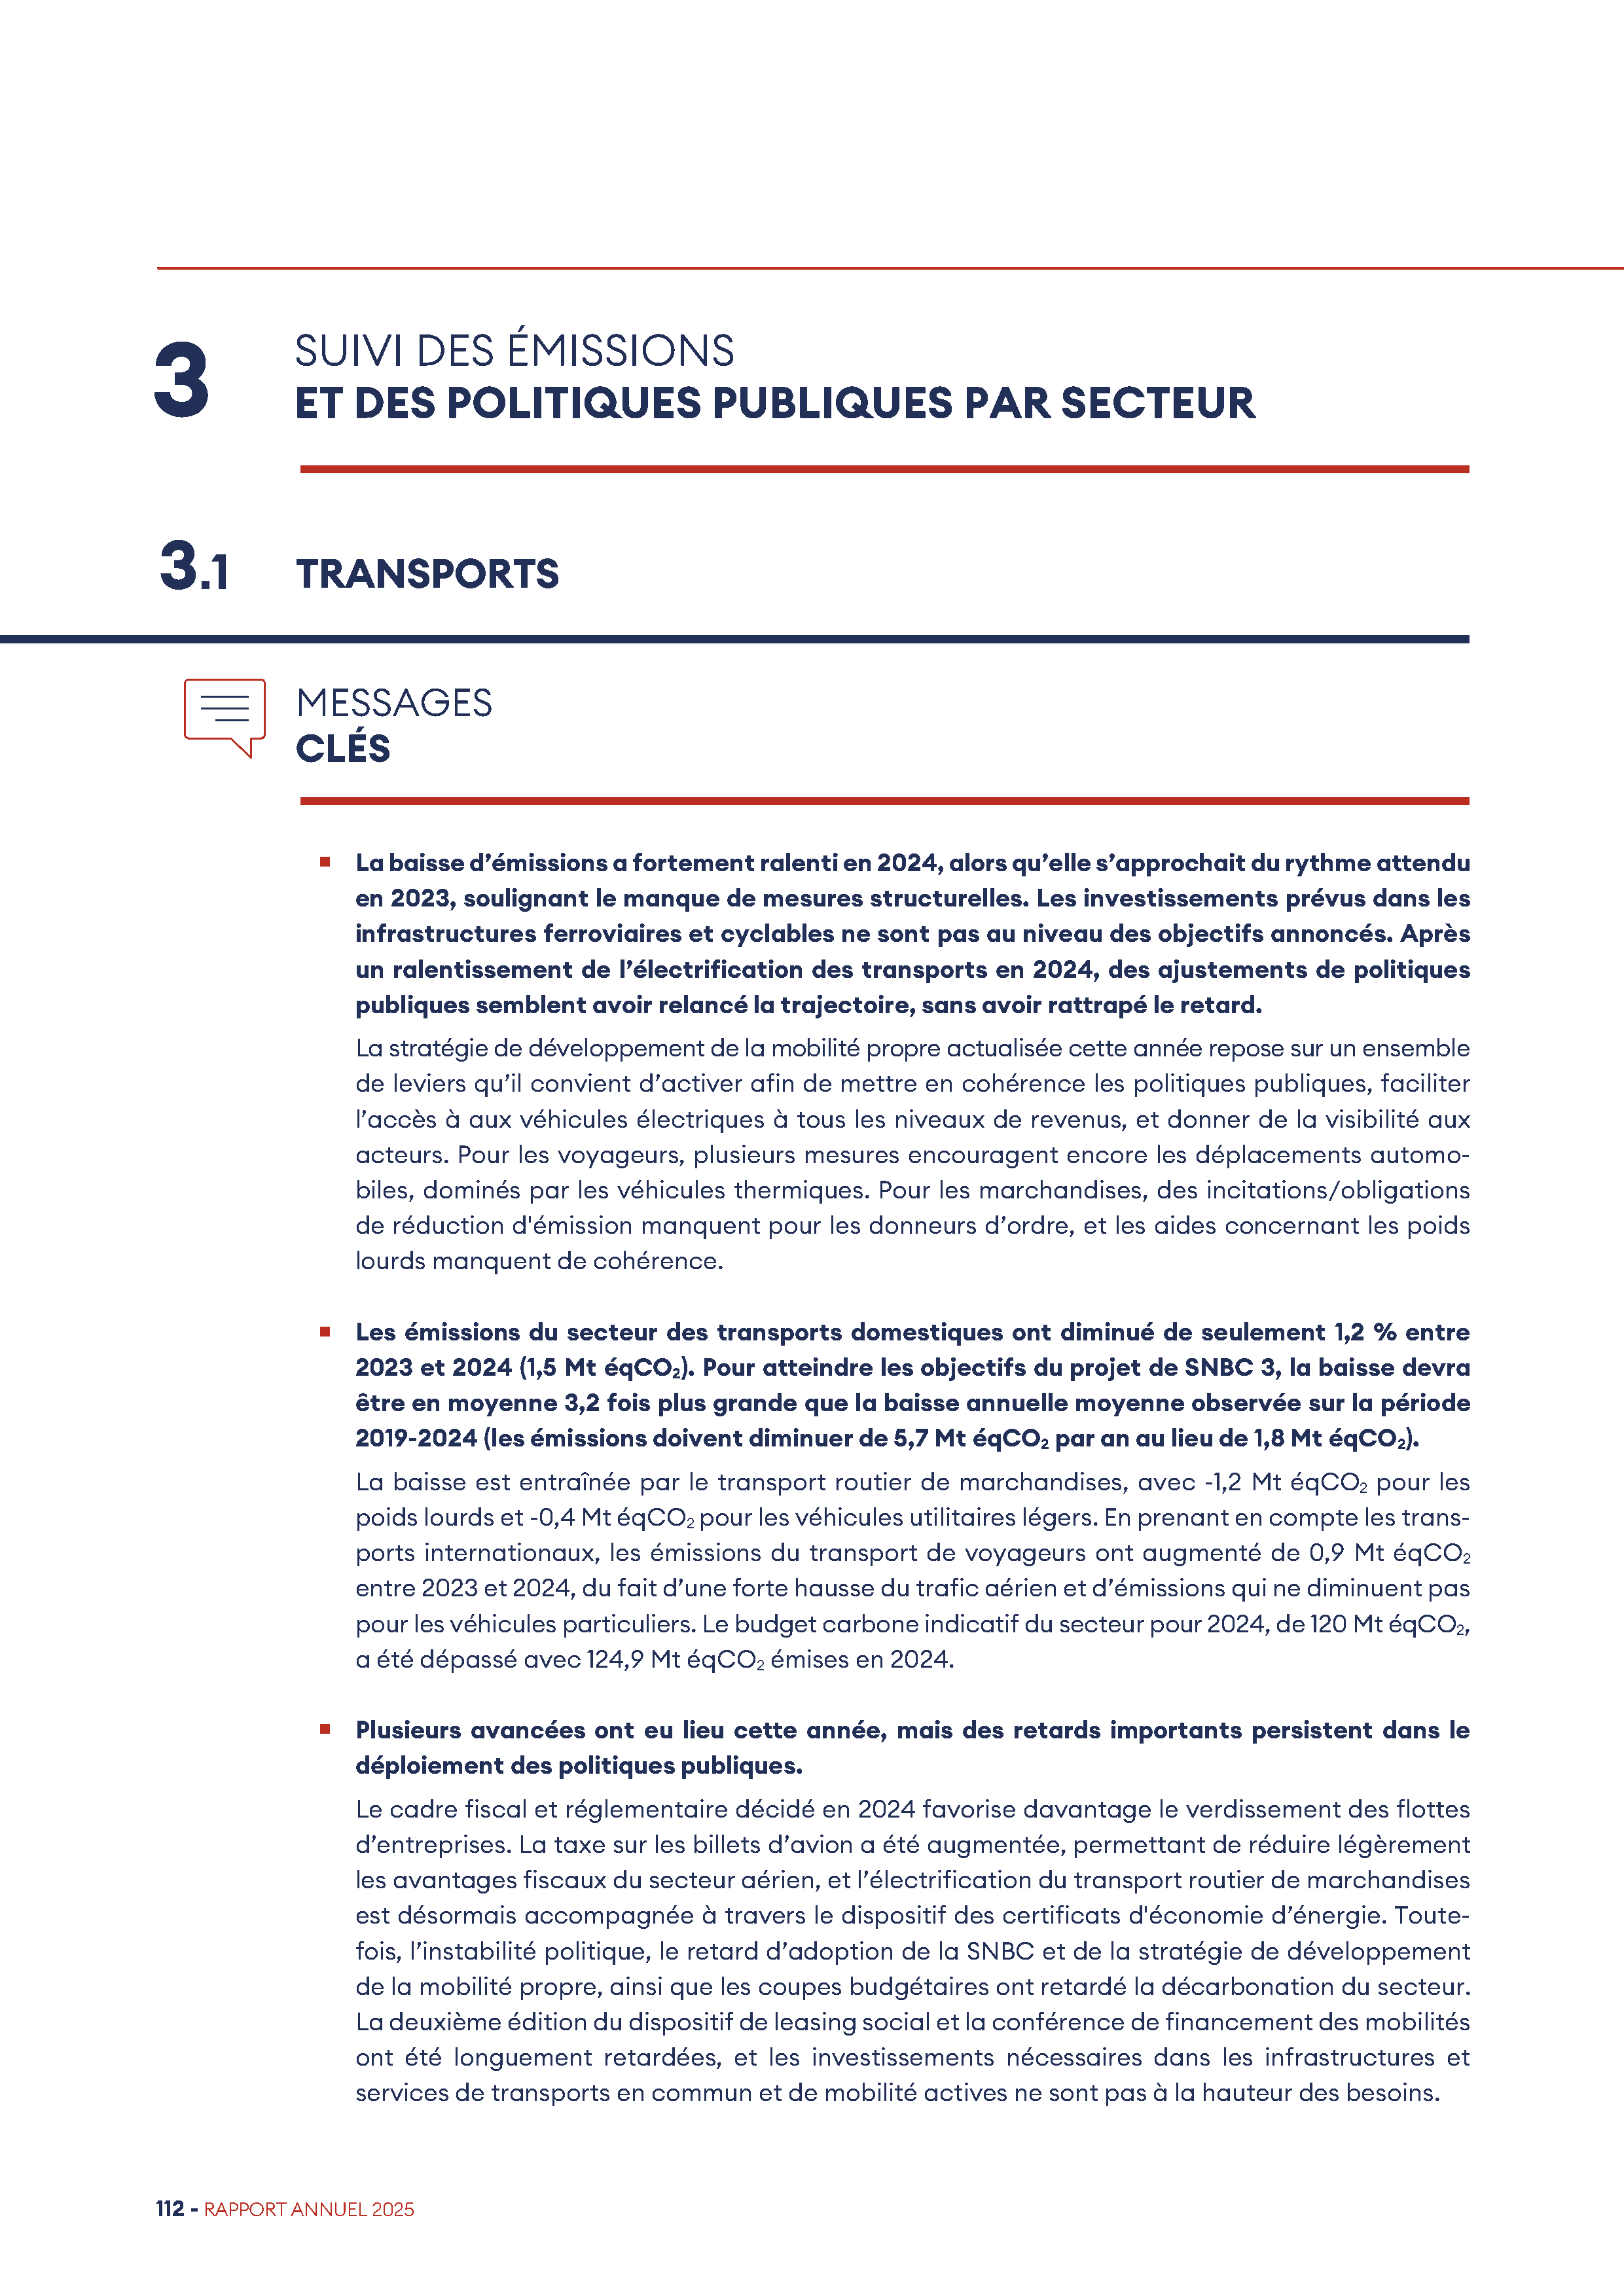 3
SUIVI DES ÉMISSIONS
ET DES POLITIQUES PUBLIQUES PAR SECTEUR
3.1
TRANSPORTS
MESSAGES
CLÉS
▪ La baisse d’émissions a fortement ralenti en 2024, alors qu’elle s’approchait du rythme attendu
en 2023, soulignant le manque de mesures structurelles. Les investissements prévus dans les
infrastructures ferroviaires et cyclables ne sont pas au niveau des objectifs annoncés. Après
un ralentissement de l’électrification des transports en 2024, des ajustements de politiques
publiques semblent avoir relancé la trajectoire, sans avoir rattrapé le retard.
La stratégie de développement de la mobilité propre actualisée cette année repose sur un ensemble
de leviers qu’il convient d’activer afin de mettre en cohérence les politiques publiques, faciliter
l’accès à aux véhicules électriques à tous les niveaux de revenus, et donner de la visibilité aux
acteurs. Pour les voyageurs, plusieurs mesures encouragent encore les déplacements automo-
biles, dominés par les véhicules thermiques. Pour les marchandises, des incitations/obligations
de réduction d'émission manquent pour les donneurs d’ordre, et les aides concernant les poids
lourds manquent de cohérence.
▪ Les émissions du secteur des transports domestiques ont diminué de seulement 1,2 % entre
2023 et 2024 (1,5 Mt éqCO₂). Pour atteindre les objectifs du projet de SNBC 3, la baisse devra
être en moyenne 3,2 fois plus grande que la baisse annuelle moyenne observée sur la période
2019-2024 (les émissions doivent diminuer de 5,7 Mt éqCO₂ par an au lieu de 1,8 Mt éqCO₂).
La baisse est entraînée par le transport routier de marchandises, avec -1,2 Mt éqCO₂ pour les
poids lourds et -0,4 Mt éqCO₂ pour les véhicules utilitaires légers. En prenant en compte les trans-
ports internationaux, les émissions du transport de voyageurs ont augmenté de 0,9 Mt éqCO₂
entre 2023 et 2024, du fait d’une forte hausse du trafic aérien et d’émissions qui ne diminuent pas
pour les véhicules particuliers. Le budget carbone indicatif du secteur pour 2024, de 120 Mt éqCO₂,
a été dépassé avec 124,9 Mt éqCO₂ émises en 2024.
▪ Plusieurs avancées ont eu lieu cette année, mais des retards importants persistent dans le
déploiement des politiques publiques.
Le cadre fiscal et réglementaire décidé en 2024 favorise davantage le verdissement des flottes
d’entreprises. La taxe sur les billets d’avion a été augmentée, permettant de réduire légèrement
les avantages fiscaux du secteur aérien, et l’électrification du transport routier de marchandises
est désormais accompagnée à travers le dispositif des certificats d'économie d’énergie. Toute-
fois, l’instabilité politique, le retard d’adoption de la SNBC et de la stratégie de développement
de la mobilité propre, ainsi que les coupes budgétaires ont retardé la décarbonation du secteur.
La deuxième édition du dispositif de leasing social et la conférence de financement des mobilités
ont été longuement retardées, et les investissements nécessaires dans les infrastructures et
services de transports en commun et de mobilité actives ne sont pas à la hauteur des besoins.
112 - RAPPORT ANNUEL 2025